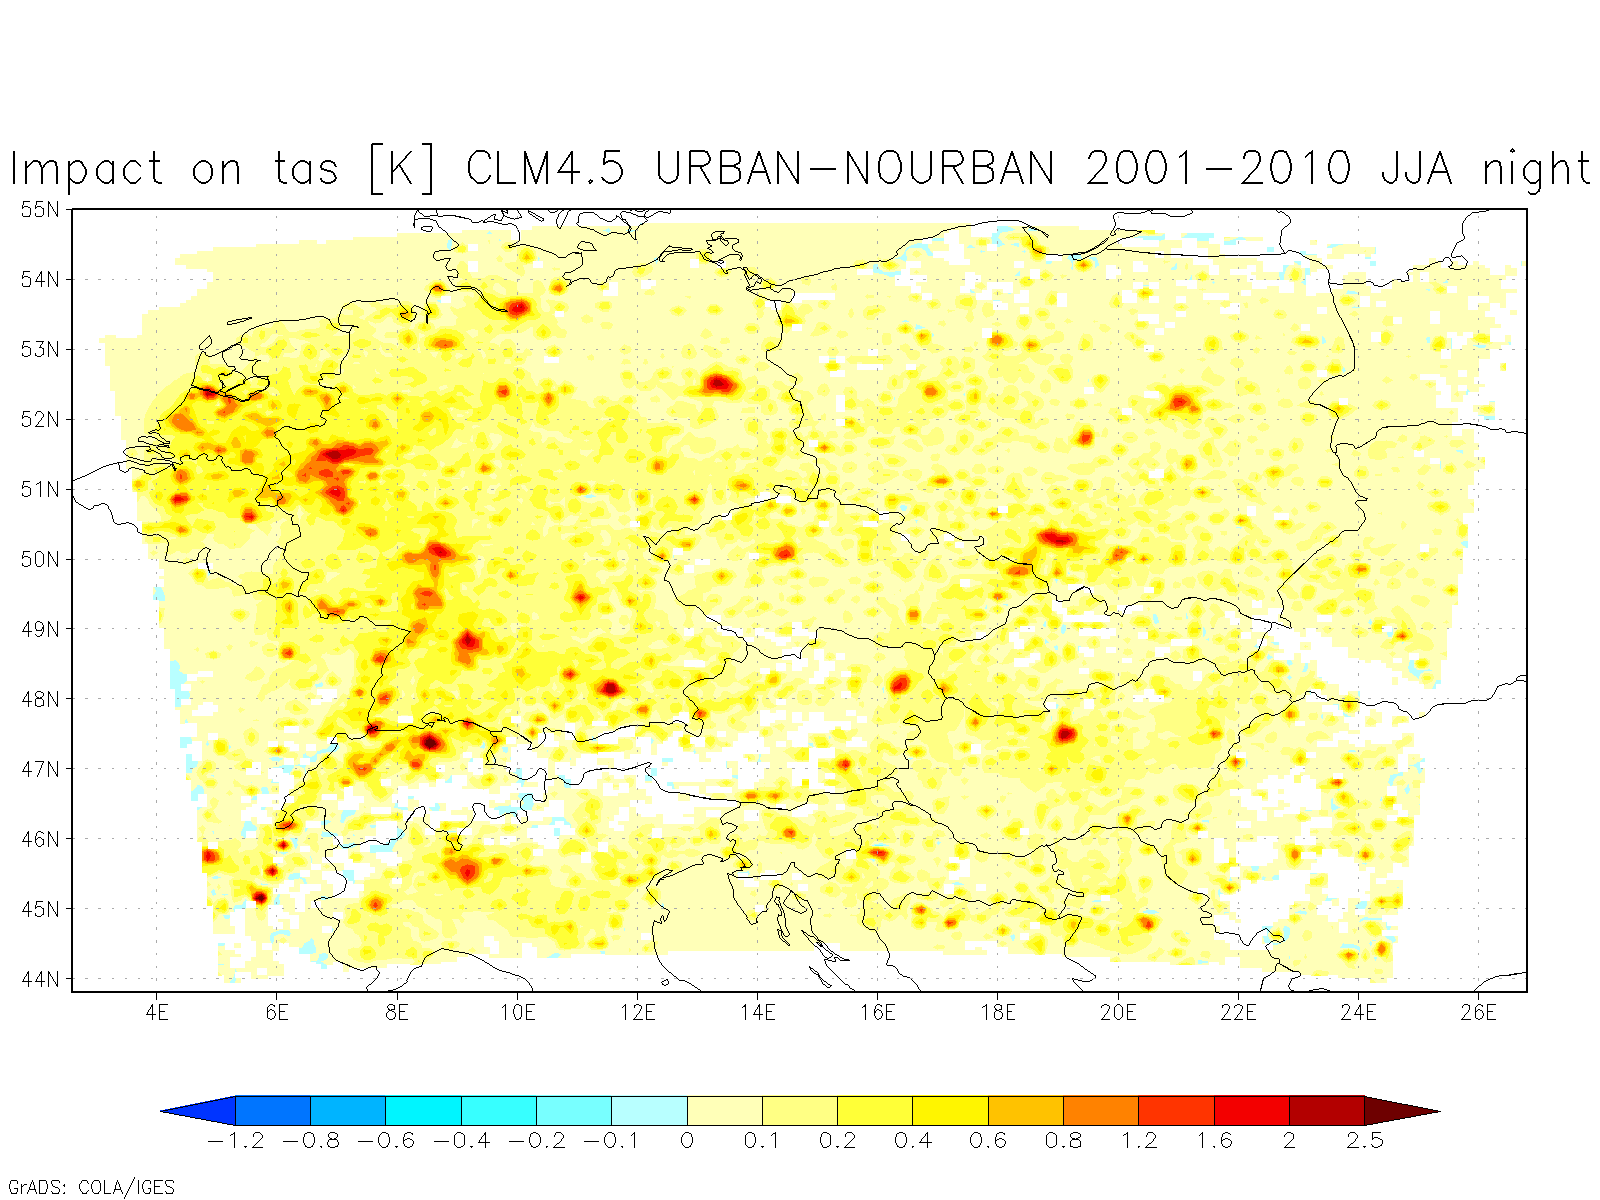 Impact on tas [K] CLM4.5 URBAN-NOURBAN 2001-2010 JJA night
55N
54N
53N
52N
51N
50N
49N
48N
47N
46N
45N
44N
4E 6E 8E 10E 12E 14E 16E 18E 20E 22E 24E 26E
-1.2 -0.8 -0.6 -0.4 -0.2 -0.1 0 0.1 0.2 0.4 0.6 0.8 1.2 1.6 2 2.5
GrADS: COLA/IGES